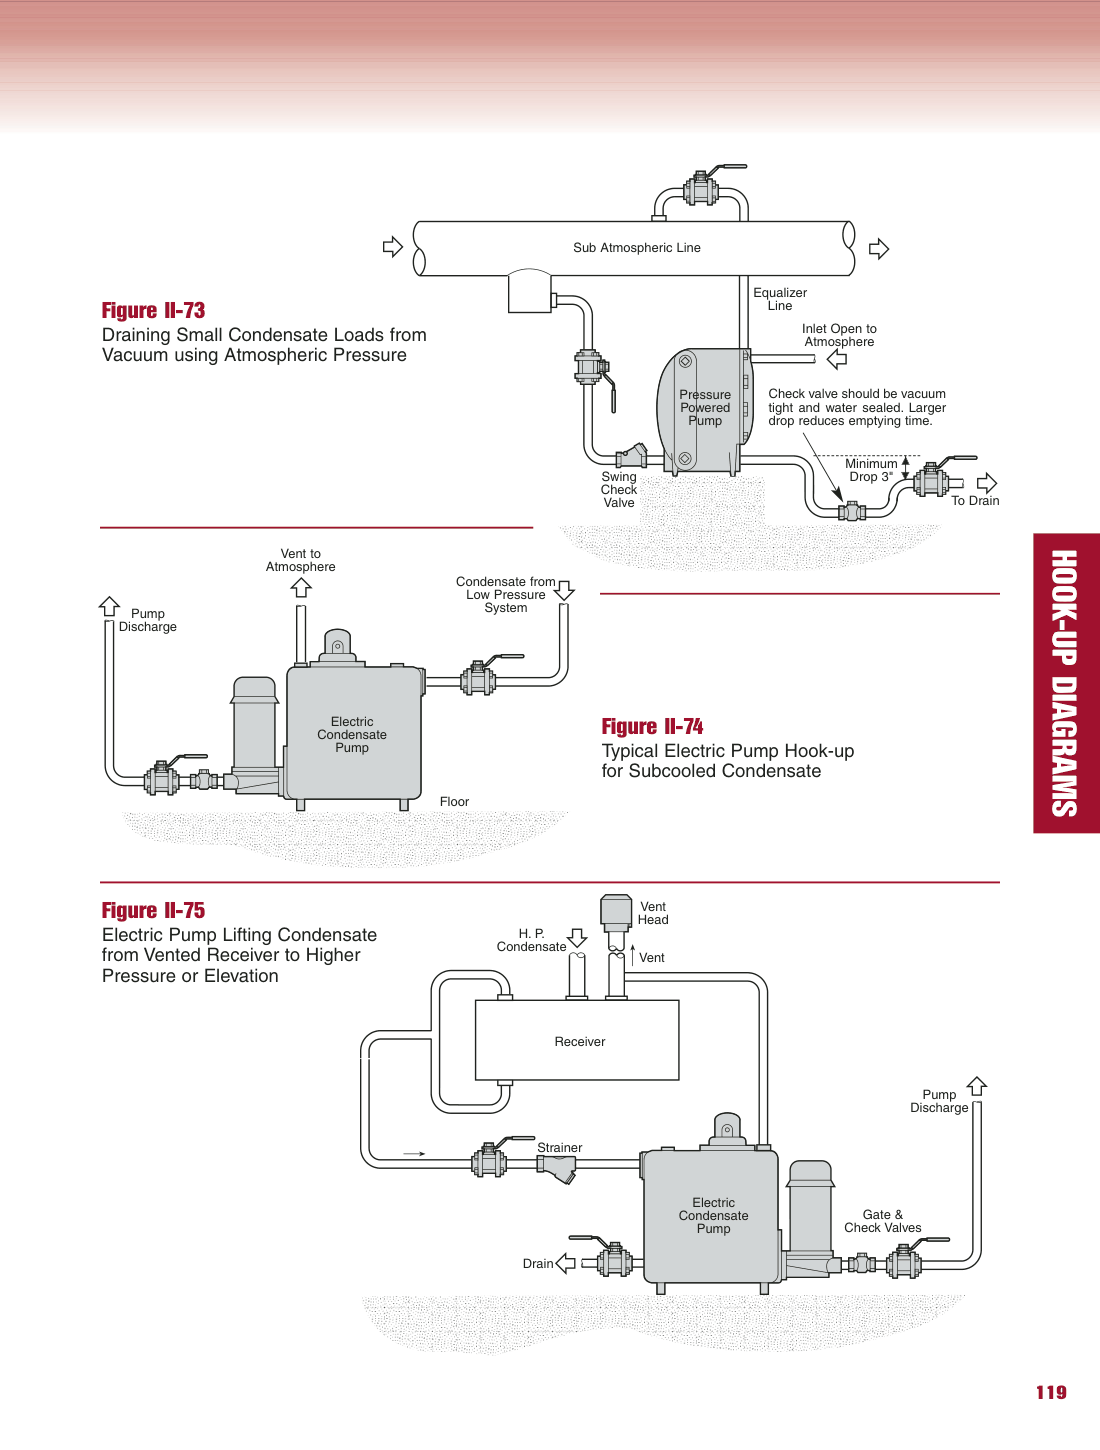 Sub Atmospheric Line
Equalizer
Line
Inlet Open to
Atmosphere
Figure II-73
Draining Small Condensate Loads from
Vacuum using Atmospheric Pressure
Pressure
Powered
Pump
Check valve should be vacuum
tight and water sealed. Larger
drop reduces emptying time.
Minimum
Drop 3"
To Drain
Swing
Check
Valve
Vent to
Atmosphere
Condensate from
Low Pressure
System
Pump
Discharge
Electric
Condensate
Pump
Floor
Figure II-74
Typical Electric Pump Hook-up
for Subcooled Condensate
HOOK-UP DIAGRAMS
Figure II-75
Electric Pump Lifting Condensate
from Vented Receiver to Higher
Pressure or Elevation
Vent
Head
H. P.
Condensate
Vent
Receiver
Pump
Discharge
Strainer
Electric
Condensate
Pump
Gate &
Check Valves
Drain
119